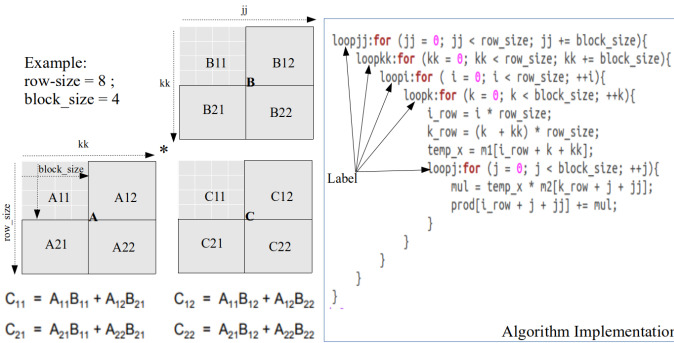 jj
Example:
row-size = 8 ;
block_size = 4
kk
B11 B12
B
B21 B22
kk
*
block_size
row_size
A11 A12
A
A21 A22
C11 C12
C
C21 C22
C11 = A11B11 + A12B21
C12 = A11B12 + A12B22
C21 = A21B11 + A22B21
C22 = A21B12 + A22B22
loopjj:for (jj = 0; jj < row_size; jj += block_size){
loopkk:for (kk = 0; kk < row_size; kk += block_size){
loopi:for ( i = 0; i < row_size; ++i){
loopk:for (k = 0; k < block_size; ++k){
i_row = i * row_size;
k_row = (k + kk) * row_size;
temp_x = m1[i_row + k + kk];
Label
loopj:for (j = 0; j < block_size; ++j){
mul = temp_x * m2[k_row + j + jj];
prod[i_row + j + jj] += mul;
}
}
}
}
}
Algorithm Implementation